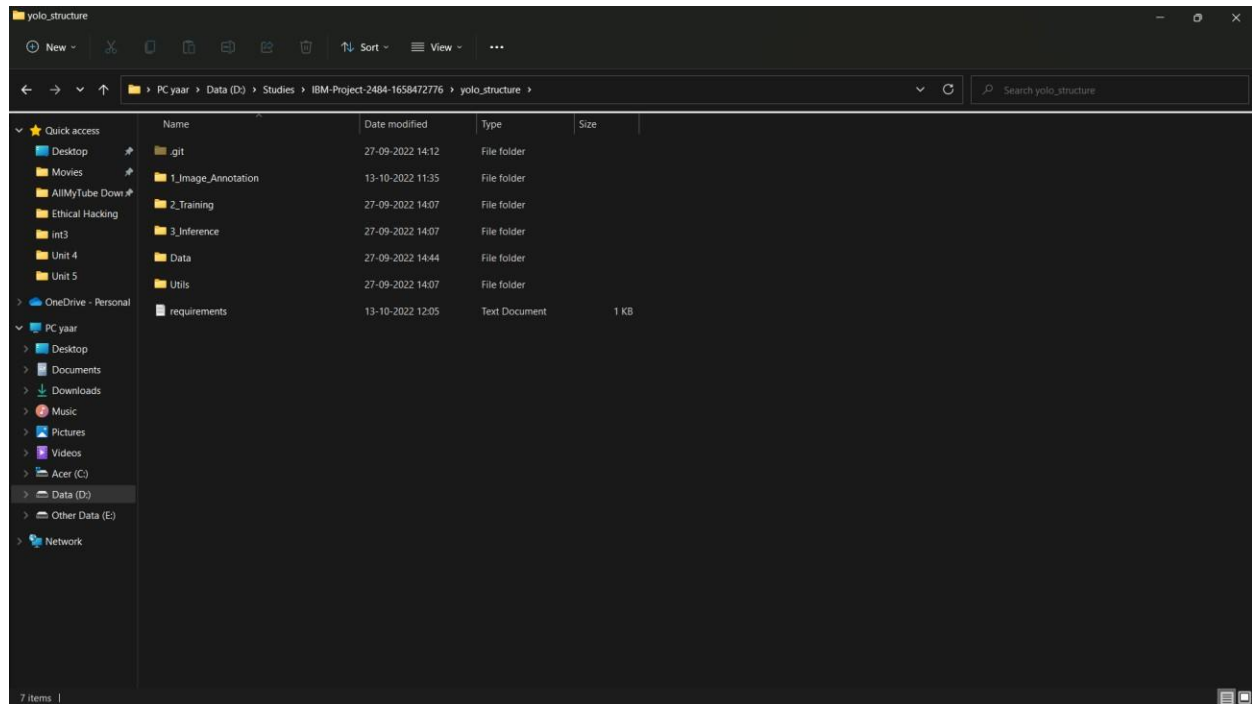 yolo_structure
New
Sort
View
PC yaar > Data (D:) > Studies > IBM-Project-2484-1658472776 > yolo_structure >
Search yolo_structure
Quick access
Desktop
Movies
AllMyTube Down
Ethical Hacking
int3
Unit 4
Unit 5
OneDrive - Personal
PC yaar
Desktop
Documents
Downloads
Music
Pictures
Videos
Acer (C:)
Data (D:)
Other Data (E:)
Network
Name Date modified Type Size
.git 27-09-2022 14:12 File folder
1_Image_Annotation 13-10-2022 11:35 File folder
2_Training 27-09-2022 14:07 File folder
3_Inference 27-09-2022 14:07 File folder
Data 27-09-2022 14:44 File folder
Utils 27-09-2022 14:07 File folder
requirements 13-10-2022 12:05 Text Document 1 KB
7 items